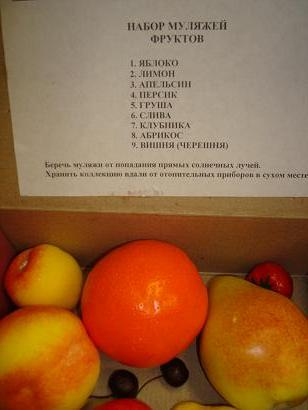 НАБОР МУЛЯЖЕЙ
ФРУКТОВ
1. ЯБЛОКО
2. ЛИМОН
3. АПЕЛЬСИН
4. ПЕРСИК
5. ГРУША
6. СЛИВА
7. КЛУБНИКА
8. АБРИКОС
9. ВИШНЯ (ЧЕРЕШНЯ)
Беречь муляжи от попадания прямых солнечных лучей.
Хранить коллекцию вдали от отопительных приборов в сухом месте